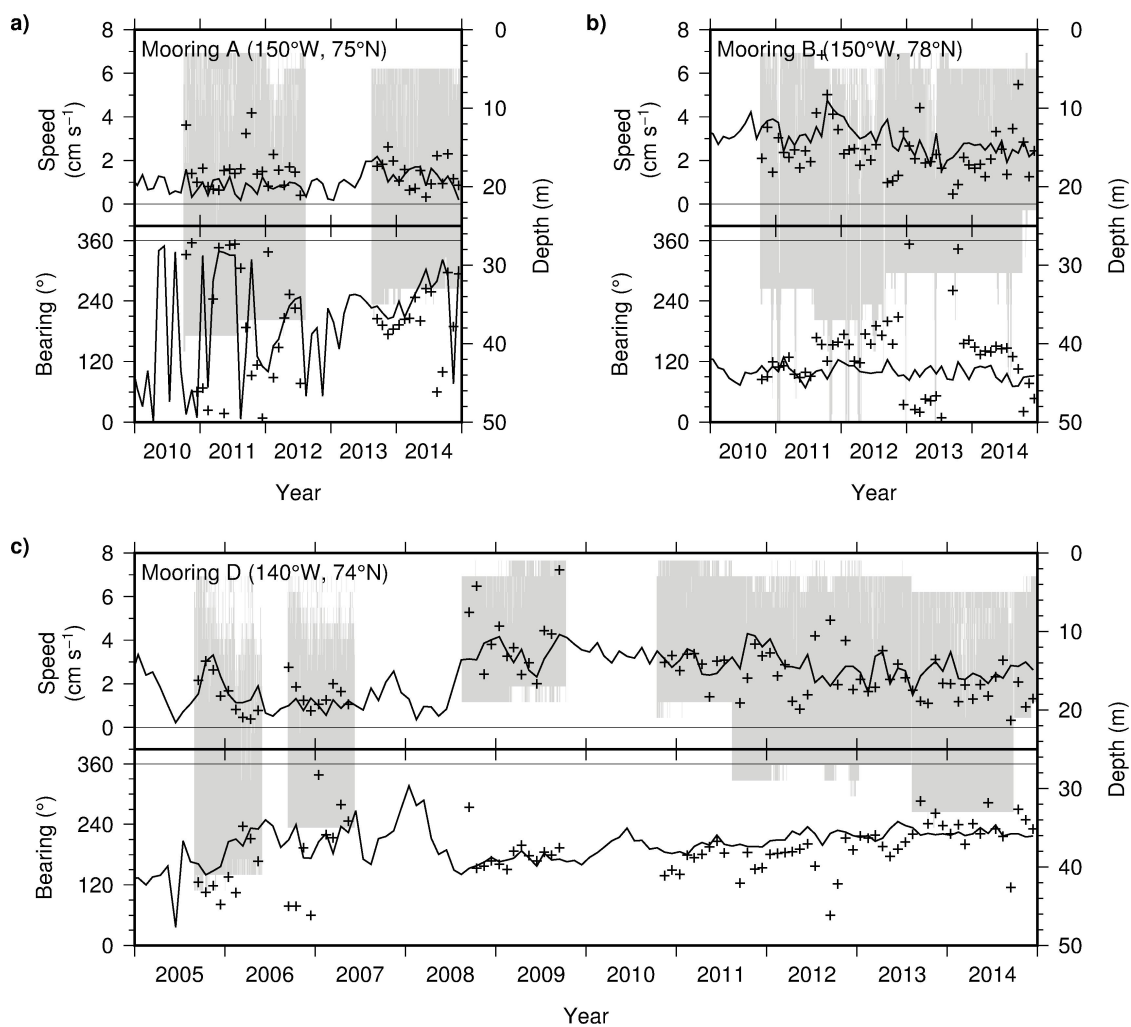 a)
Mooring A (150°W, 75°N)
8
6
4
2
0
Speed
(cm s⁻¹)
360
240
120
0
Bearing (°)
0
10
20
30
40
50
Depth (m)
2010 2011 2012 2013 2014
Year
b)
Mooring B (150°W, 78°N)
8
6
4
2
0
Speed
(cm s⁻¹)
360
240
120
0
Bearing (°)
0
10
20
30
40
50
Depth (m)
2010 2011 2012 2013 2014
Year
c)
Mooring D (140°W, 74°N)
8
6
4
2
0
Speed
(cm s⁻¹)
360
240
120
0
Bearing (°)
0
10
20
30
40
50
Depth (m)
2005 2006 2007 2008 2009 2010 2011 2012 2013 2014
Year